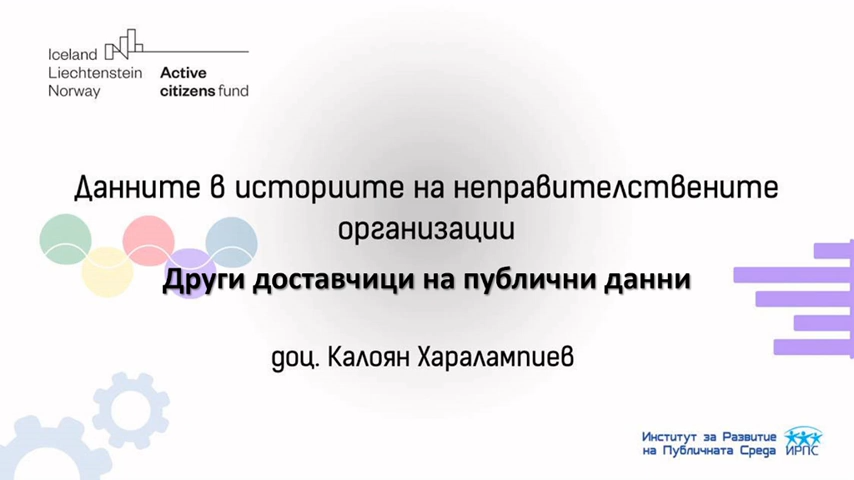 Iceland
Liechtenstein Active
Norway citizens fund
Данните в историите на неправителствените
организации
Други доставчици на публични данни
доц. Калоян Харалампиев
Институт за Развитие
на Публичната Среда ИРПС